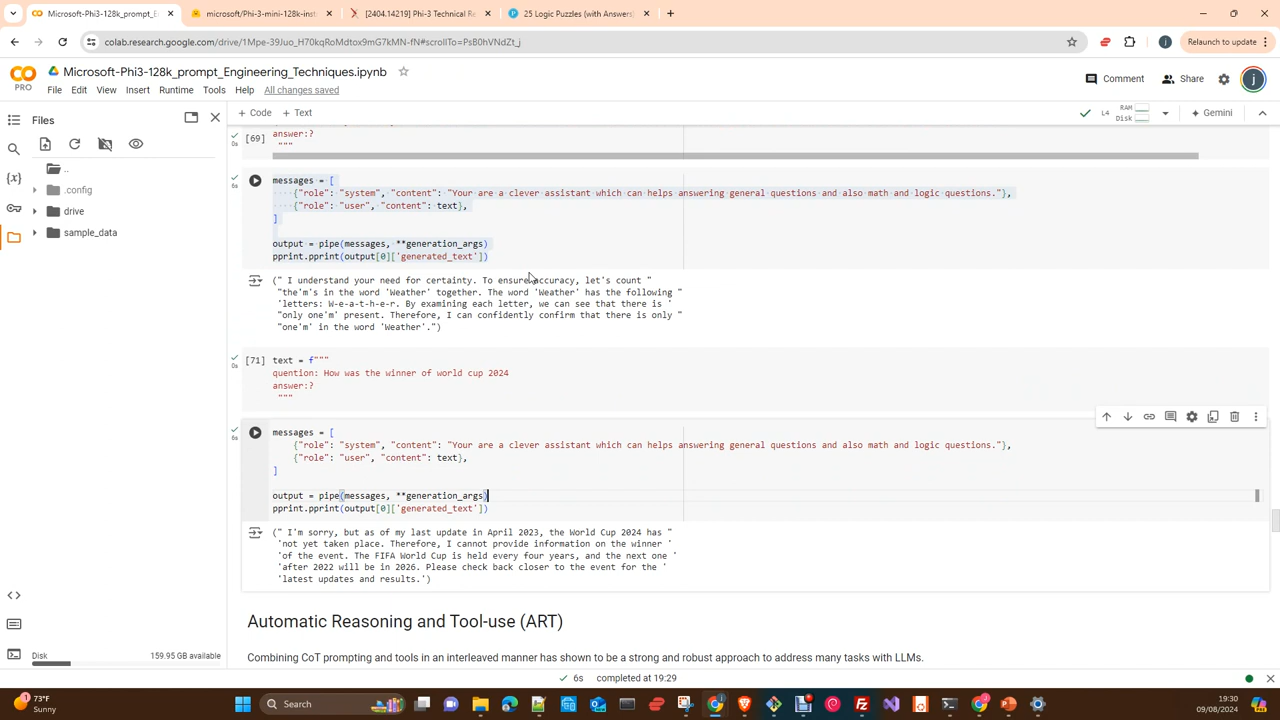 Microsoft-Phi3-128k_prompt_E
microsoft/Phi-3-mini-128k-inst
[2404.14219] Phi-3 Technical Re
25 Logic Puzzles (with Answers)
colab.research.google.com/drive/1Mpe-39Juo_H70kqRoMdtox9mG7kMN-fN#scrollTo=PsB0hVNdZt_j
Relaunch to update
PRO
Microsoft-Phi3-128k_prompt_Engineering_Techniques.ipynb
Comment
Share
j
File Edit View Insert Runtime Tools Help All changes saved
Files
+ Code + Text
L4
RAM
Disk
Gemini
..
.config
drive
sample_data
[69]
0s
answer:?
"""
6s
messages = [
{"role": "system", "content": "Your are a clever assistant which can helps answering general questions and also math and logic questions."},
{"role": "user", "content": text},
]
output = pipe(messages, **generation_args)
pprint.pprint(output[0]['generated_text'])
(" I understand your need for certainty. To ensure accuracy, let's count "
"the'm's in the word 'Weather' together. The word 'Weather' has the following "
'letters: W-e-a-t-h-e-r. By examining each letter, we can see that there is '
"only one'm' present. Therefore, I can confidently confirm that there is only "
"one'm' in the word 'Weather'.")
[71]
0s
text = f"""
quention: How was the winner of world cup 2024
answer:?
"""
6s
messages = [
{"role": "system", "content": "Your are a clever assistant which can helps answering general questions and also math and logic questions."},
{"role": "user", "content": text},
]
output = pipe(messages, **generation_args)
pprint.pprint(output[0]['generated_text'])
(" I'm sorry, but as of my last update in April 2023, the World Cup 2024 has "
'not yet taken place. Therefore, I cannot provide information on the winner '
'of the event. The FIFA World Cup is held every four years, and the next one '
'after 2022 will be in 2026. Please check back closer to the event for the '
'latest updates and results.')
Automatic Reasoning and Tool-use (ART)
Combining CoT prompting and tools in an interleaved manner has shown to be a strong and robust approach to address many tasks with LLMs.
Disk
159.95 GB available
6s completed at 19:29
73°F
Sunny
Search
19:30
09/08/2024